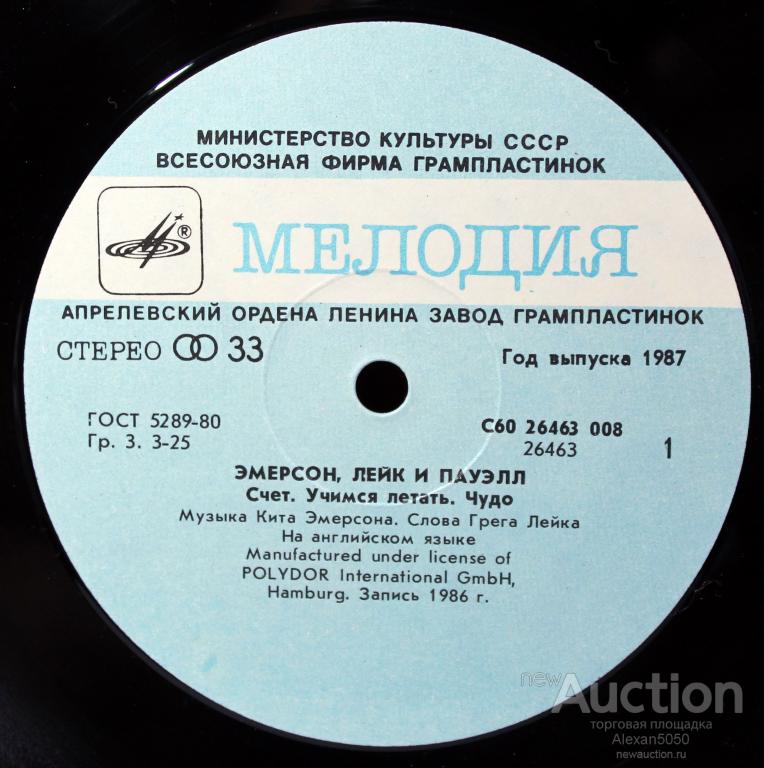 МИНИСТЕРСТВО КУЛЬТУРЫ СССР
ВСЕСОЮЗНАЯ ФИРМА ГРАМПЛАСТИНОК
® МЕЛОДИЯ
АПРЕЛЕВСКИЙ ОРДЕНА ЛЕНИНА ЗАВОД ГРАМПЛАСТИНОК
СТЕРЕО 33
Год выпуска 1987
ГОСТ 5289-80
Гр. 3. 3-25
С60 26463 008
26463
1
ЭМЕРСОН, ЛЕЙК И ПАУЭЛЛ
Счет. Учимся летать. Чудо
Музыка Кита Эмерсона. Слова Грега Лейка
На английском языке
Manufactured under license of
POLYDOR International GmbH,
Hamburg. Запись 1986 г.
newAuction
торговая площадка
Alexan5050
newauction.ru